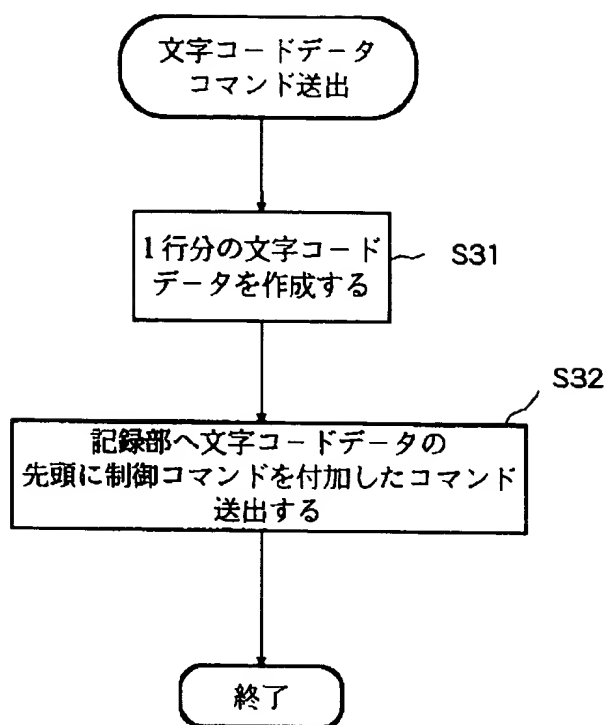 文字コードデータ
コマンド送出
1行分の文字コード
データを作成する
S31
S32
記録部へ文字コードデータの
先頭に制御コマンドを付加したコマンド
送出する
終了